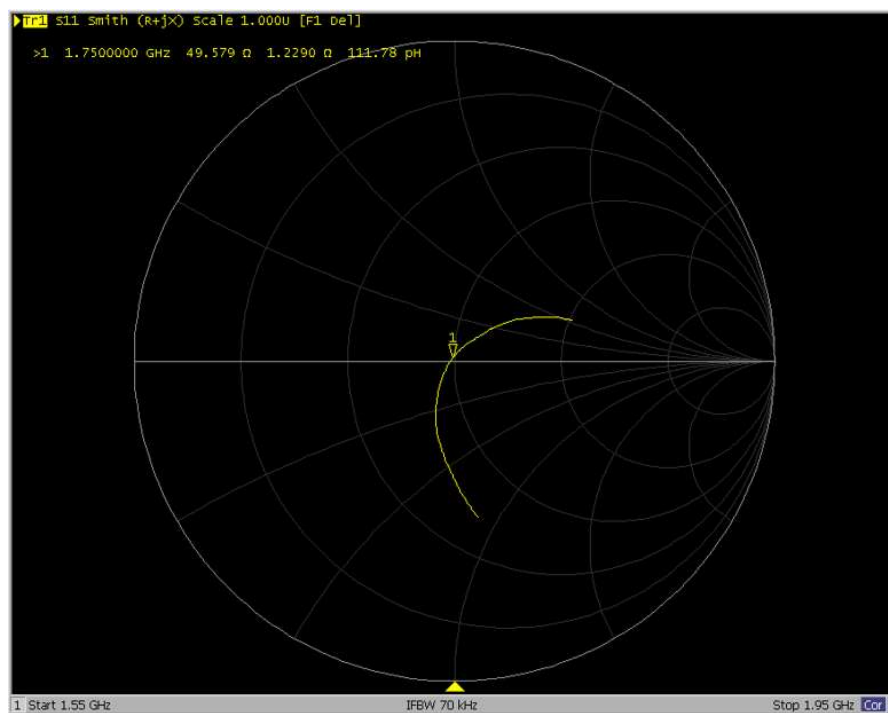 Tr1 S11 Smith (R+jX) Scale 1.000U [F1 Del]
>1 1.7500000 GHz 49.579 Ω 1.2290 Ω 111.78 pH
1
1 Start 1.55 GHz IFBW 70 kHz Stop 1.95 GHz Cor